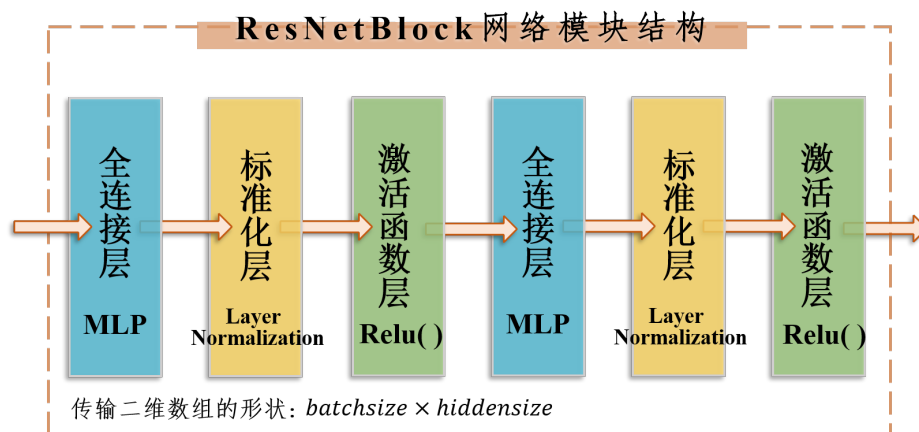 ResNetBlock网络模块结构
全连接层
MLP
标准化层
Layer
Normalization
激活函数层
Relu( )
全连接层
MLP
标准化层
Layer
Normalization
激活函数层
Relu( )
传输二维数组的形状: batchsize × hiddensize